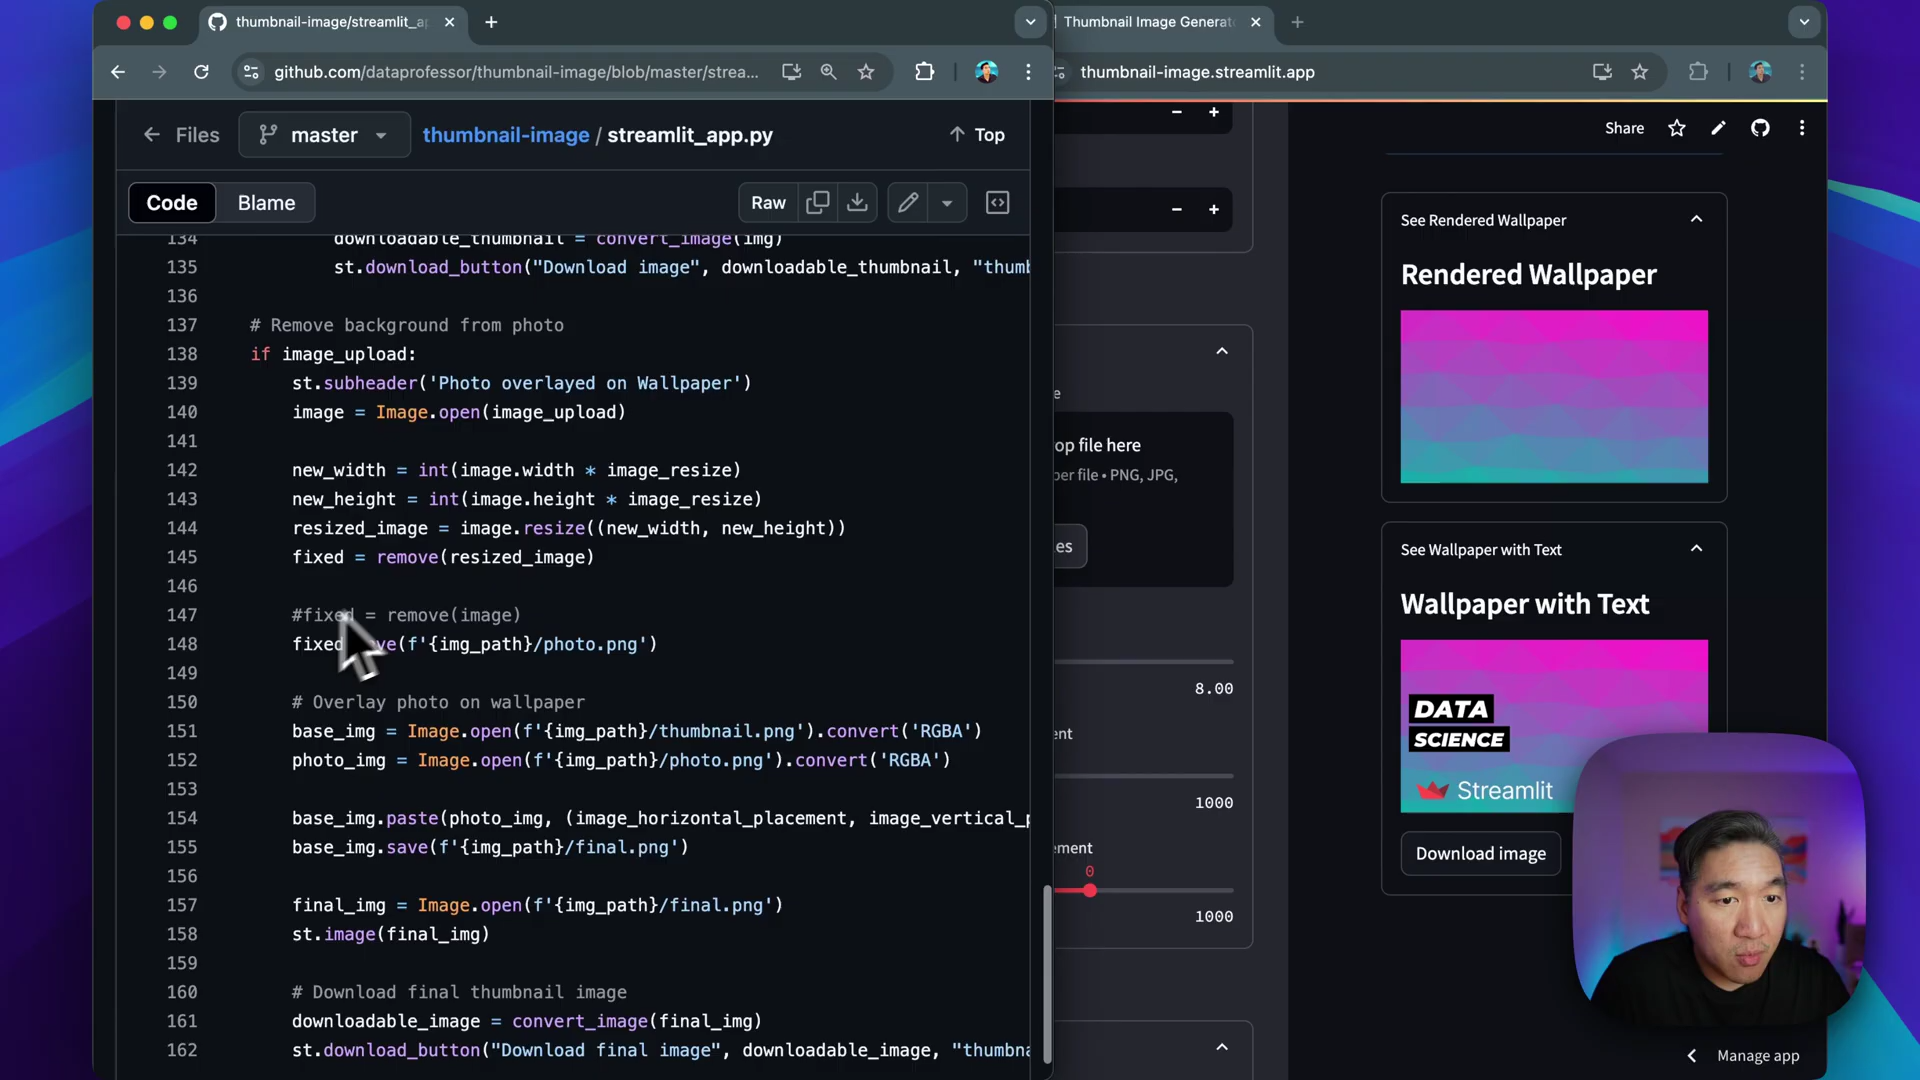 thumbnail-image/streamlit_a
github.com/dataprofessor/thumbnail-image/blob/master/strea...
Files
master
thumbnail-image / streamlit_app.py
Top
Code
Blame
Raw
134 downloadable_thumbnail = convert_image(img)
135 st.download_button("Download image", downloadable_thumbnail, "thumb
136
137 # Remove background from photo
138 if image_upload:
139 st.subheader('Photo overlayed on Wallpaper')
140 image = Image.open(image_upload)
141
142 new_width = int(image.width * image_resize)
143 new_height = int(image.height * image_resize)
144 resized_image = image.resize((new_width, new_height))
145 fixed = remove(resized_image)
146
147 #fixed = remove(image)
148 fixed ve(f'{img_path}/photo.png')
149
150 # Overlay photo on wallpaper
151 base_img = Image.open(f'{img_path}/thumbnail.png').convert('RGBA')
152 photo_img = Image.open(f'{img_path}/photo.png').convert('RGBA')
153
154 base_img.paste(photo_img, (image_horizontal_placement, image_vertical_p
155 base_img.save(f'{img_path}/final.png')
156
157 final_img = Image.open(f'{img_path}/final.png')
158 st.image(final_img)
159
160 # Download final thumbnail image
161 downloadable_image = convert_image(final_img)
162 st.download_button("Download final image", downloadable_image, "thumbna
Thumbnail Image Generat
thumbnail-image.streamlit.app
Share
- +
- +
e
op file here
per file • PNG, JPG,
es
8.00
ent
1000
ement
0
1000
See Rendered Wallpaper
Rendered Wallpaper
See Wallpaper with Text
Wallpaper with Text
DATA
SCIENCE
Streamlit
Download image
Manage app